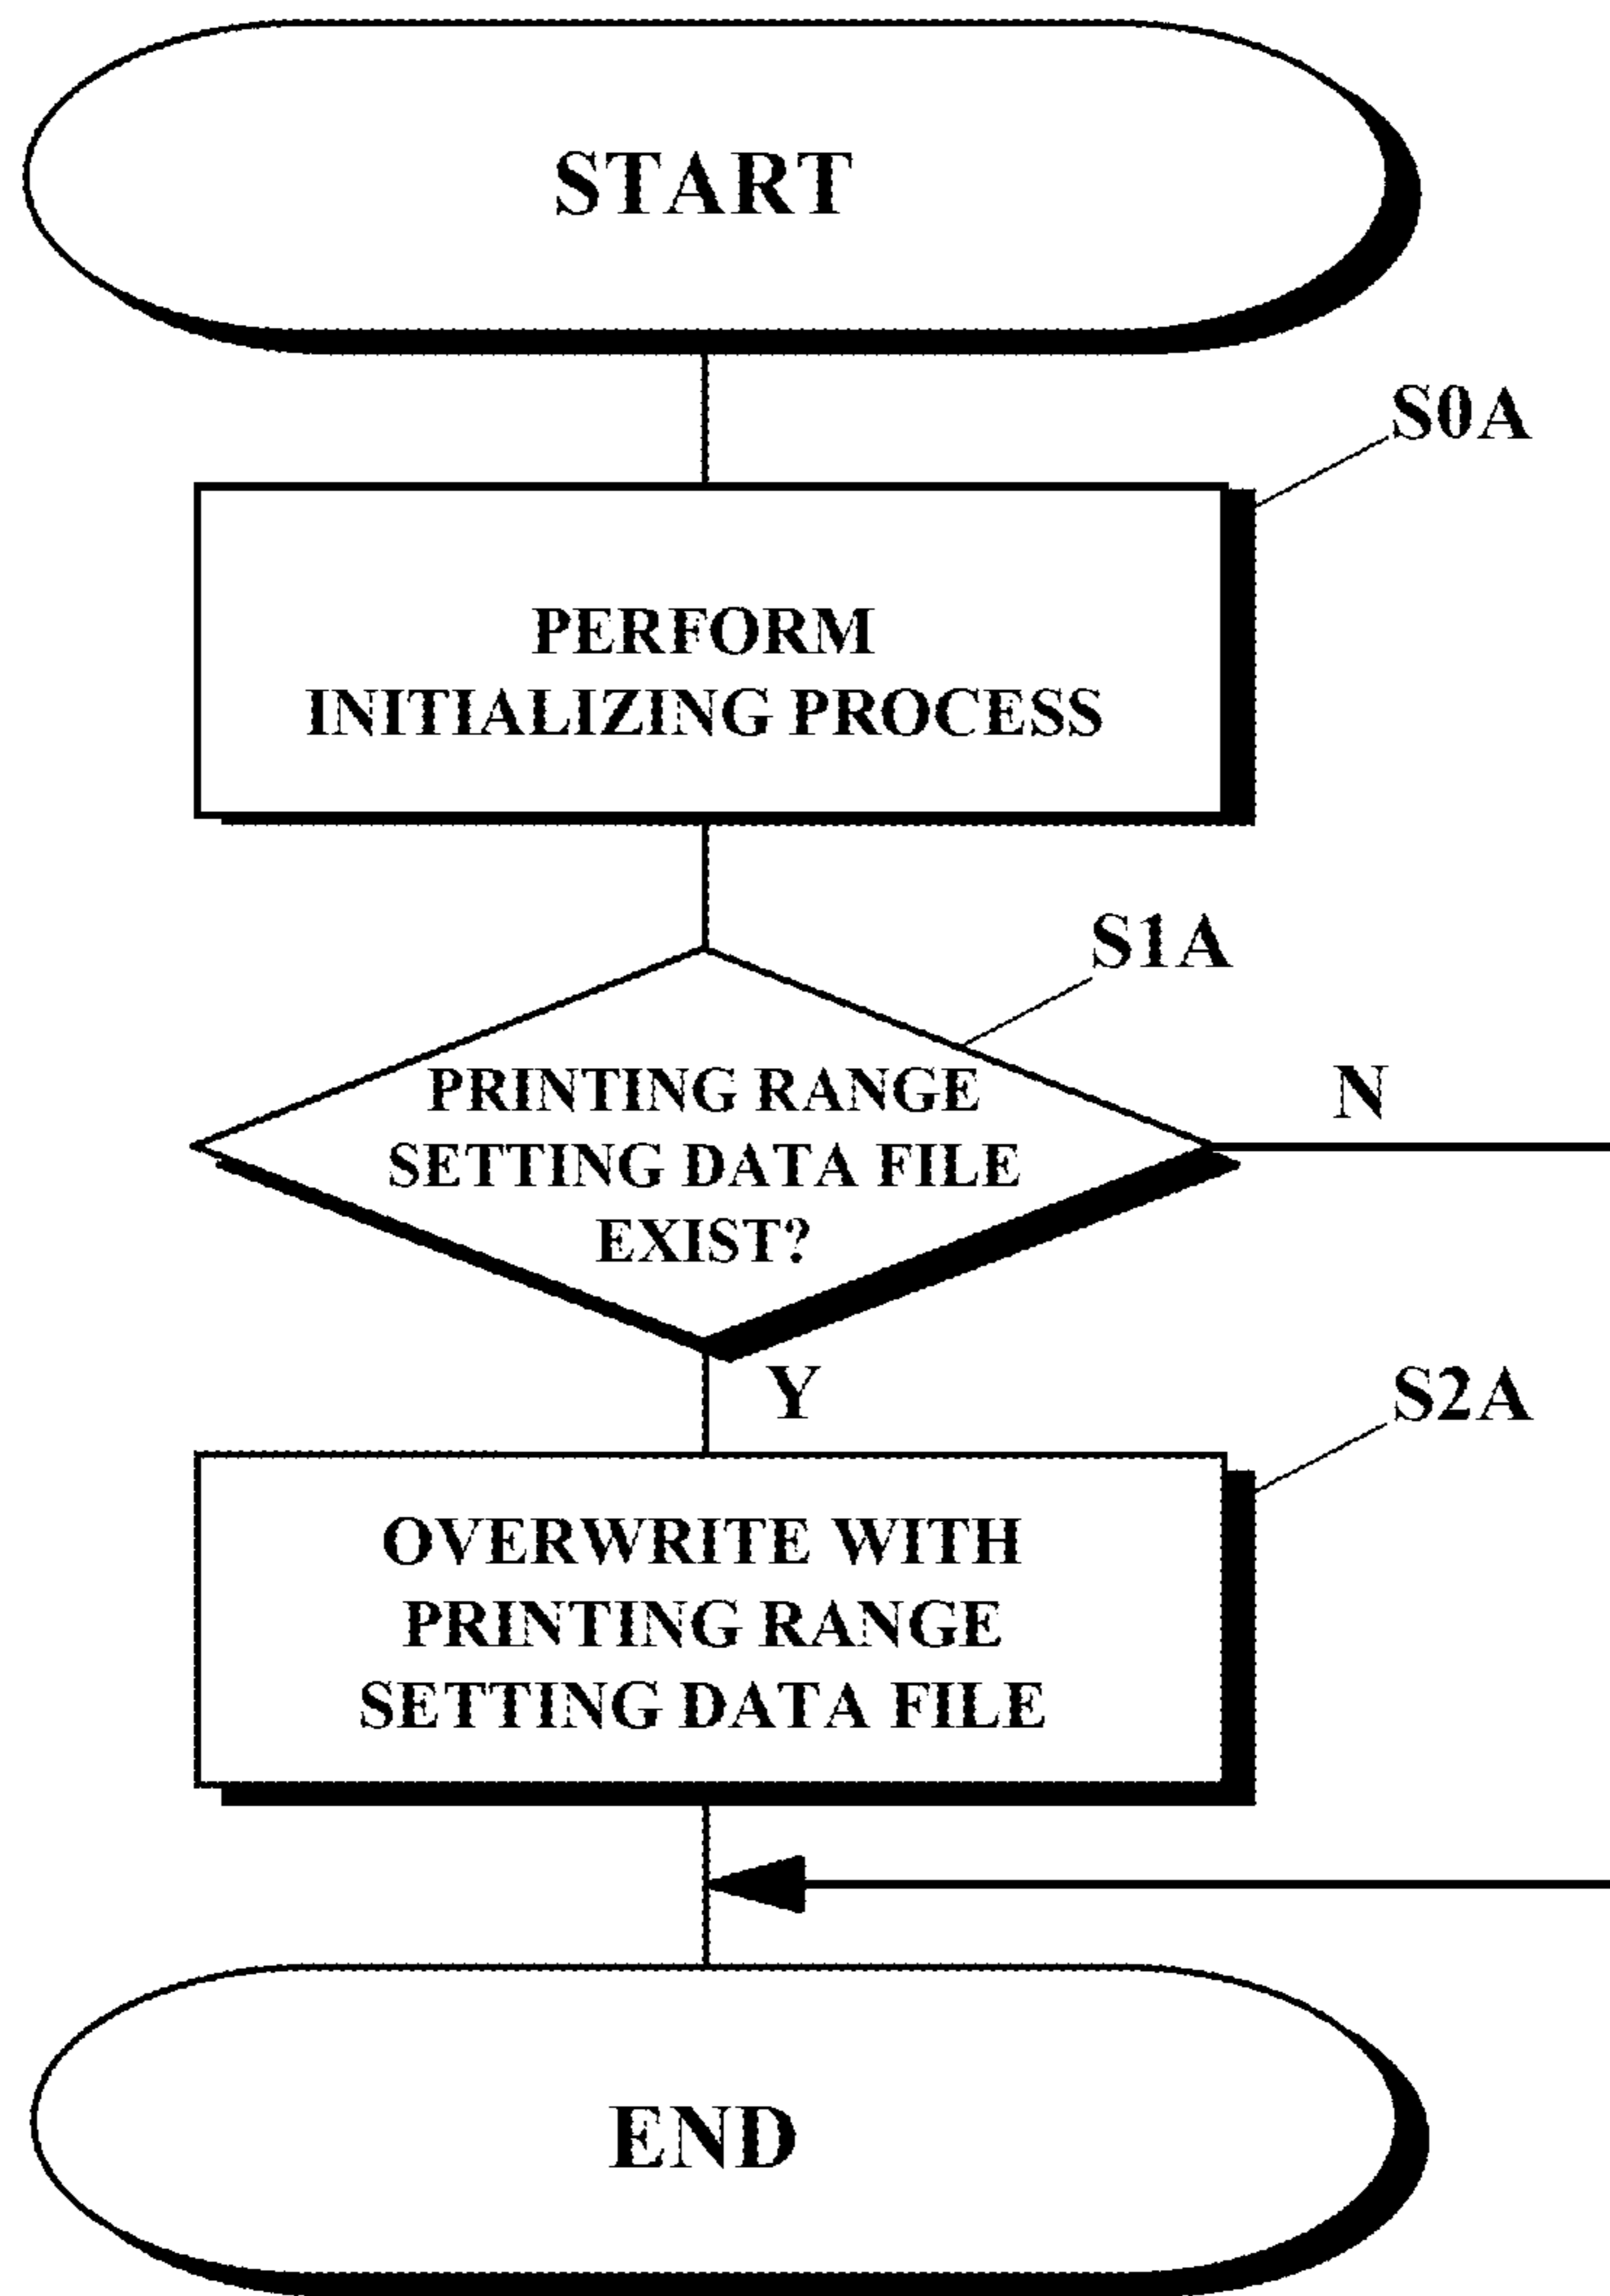 START
S0A
PERFORM
INITIALIZING PROCESS
S1A
PRINTING RANGE
SETTING DATA FILE
EXIST?
N
Y
S2A
OVERWRITE WITH
PRINTING RANGE
SETTING DATA FILE
END